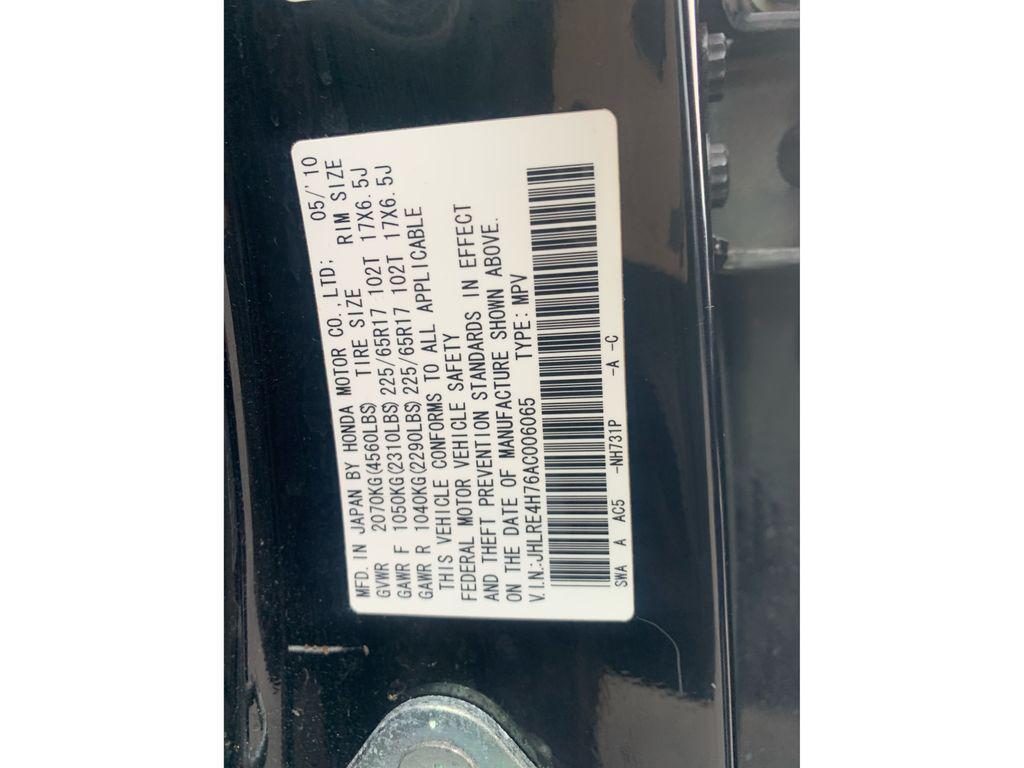 MFD. IN JAPAN BY HONDA MOTOR CO., LTD: 05/'10
GVWR 2070KG(4560LBS) TIRE SIZE RIM SIZE
GAWR F 1050KG(2310LBS) 225/65R17 102T 17X6.5J
GAWR R 1040KG(2290LBS) 225/65R17 102T 17X6.5J
THIS VEHICLE CONFORMS TO ALL APPLICABLE
FEDERAL MOTOR VEHICLE SAFETY
AND THEFT PREVENTION STANDARDS IN EFFECT
ON THE DATE OF MANUFACTURE SHOWN ABOVE.
V.I.N.:JHLRE4H76AC006065 TYPE: MPV
SWA A AC5 -NH731P -A -C